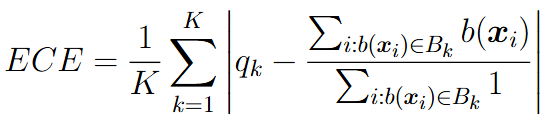 $ECE = \frac{1}{K} \sum_{k=1}^{K} \left| q_k - \frac{\sum_{i:b(\boldsymbol{x}_i) \in B_k} b(\boldsymbol{x}_i)}{\sum_{i:b(\boldsymbol{x}_i) \in B_k} 1} \right|$